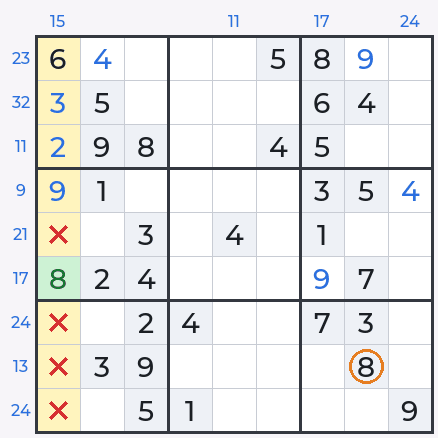 15 11 17 24
23 6 4 5 8 9
32 3 5 6 4
11 2 9 8 4 5
9 9 1 3 5 4
21 × 3 4 1
17 8 2 4 9 7
24 × 2 4 7 3
13 × 3 9 8
24 × 5 1 9